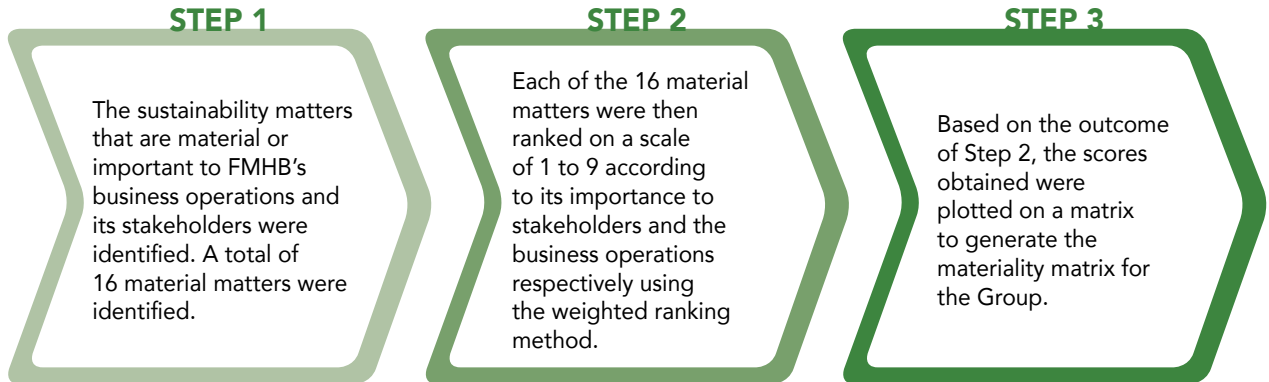 STEP 1
The sustainability matters
that are material or
important to FMHB's
business operations and
its stakeholders were
identified. A total of
16 material matters were
identified.
STEP 2
Each of the 16 material
matters were then
ranked on a scale
of 1 to 9 according
to its importance to
stakeholders and the
business operations
respectively using
the weighted ranking
method.
STEP 3
Based on the outcome
of Step 2, the scores
obtained were
plotted on a matrix
to generate the
materiality matrix for
the Group.